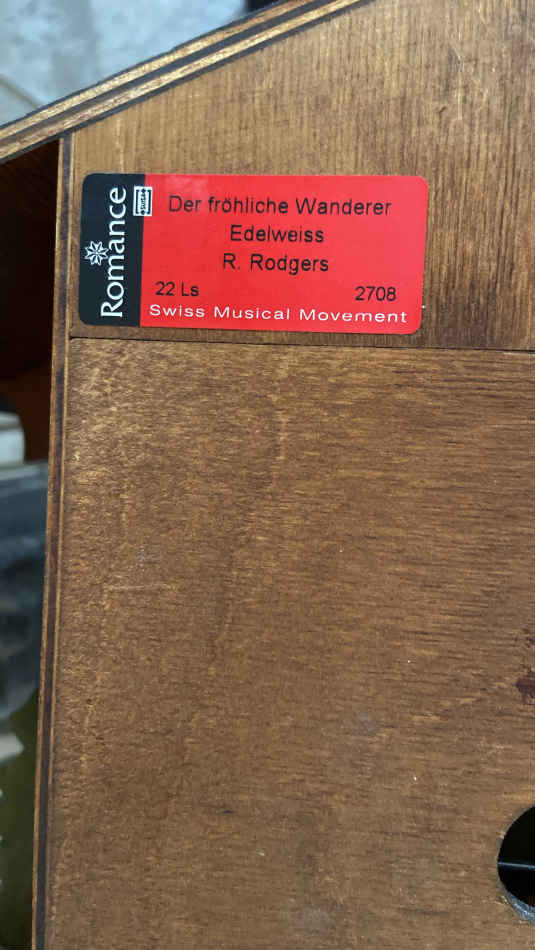 Romance
Der fröhliche Wanderer
Edelweiss
R. Rodgers
22 Ls 2708
Swiss Musical Movement